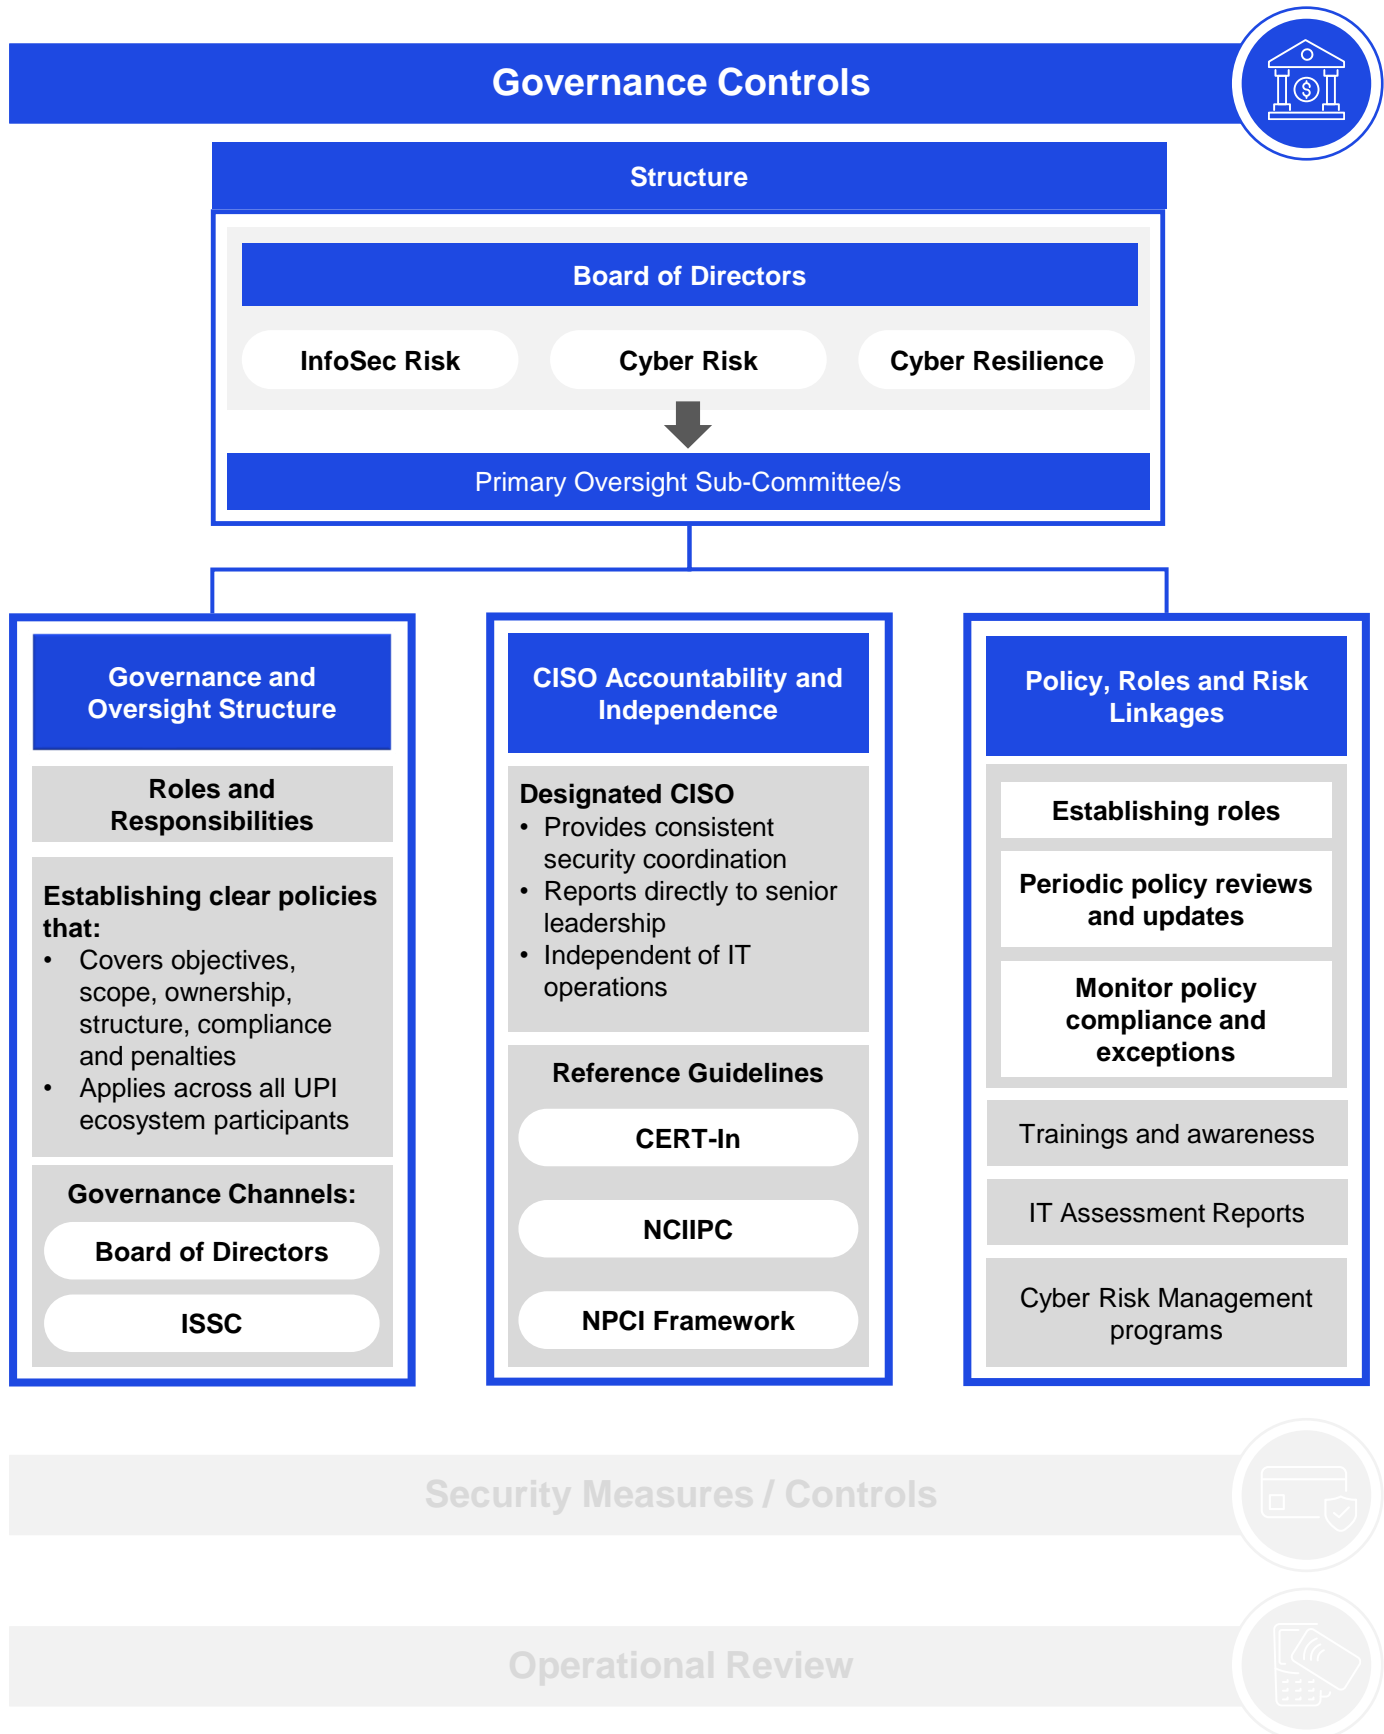 Governance Controls
Structure
Board of Directors
InfoSec Risk
Cyber Risk
Cyber Resilience
Primary Oversight Sub-Committee/s
Governance and
Oversight Structure
Roles and
Responsibilities
Establishing clear policies
that:
• Covers objectives,
scope, ownership,
structure, compliance
and penalties
• Applies across all UPI
ecosystem participants
Governance Channels:
Board of Directors
ISSC
CISO Accountability and
Independence
Designated CISO
• Provides consistent
security coordination
• Reports directly to senior
leadership
• Independent of IT
operations
Reference Guidelines
CERT-In
NCIIPC
NPCI Framework
Policy, Roles and Risk
Linkages
Establishing roles
Periodic policy reviews
and updates
Monitor policy
compliance and
exceptions
Trainings and awareness
IT Assessment Reports
Cyber Risk Management
programs
Security Measures / Controls
Operational Review